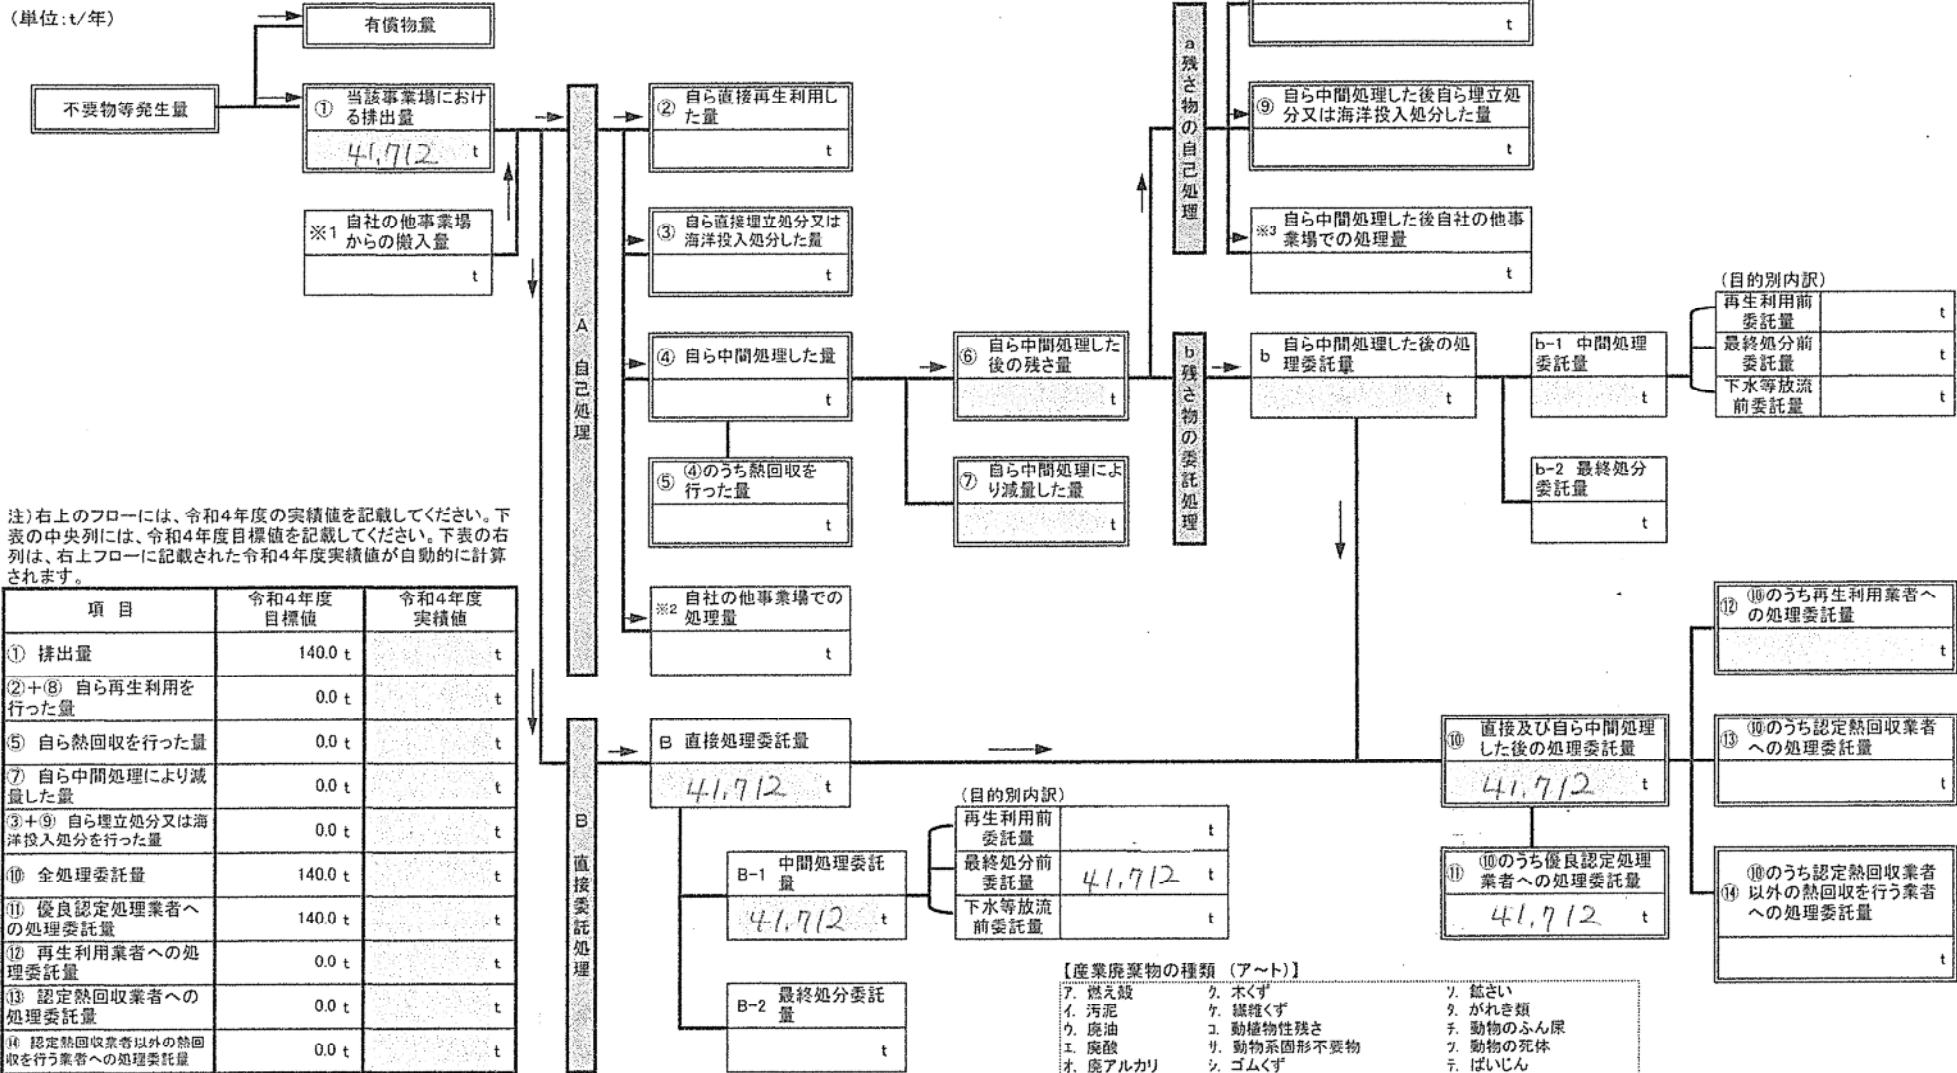 (単位:t/年)
有償物量
不要物等発生量
① 当該事業場におけ
る排出量
41.712 t
※1 自社の他事業場
からの搬入量
t
A 自己処理
② 自ら直接再生利用し
た量
t
③ 自ら直接埋立処分又は
海洋投入処分した量
t
④ 自ら中間処理した量
t
⑤ ④のうち熱回収を
行った量
t
※2 自社の他事業場での
処理量
t
⑥ 自ら中間処理した
後の残さ量
t
⑦ 自ら中間処理によ
り減量した量
t
a残さ物の自己処理
t
⑨ 自ら中間処理した後自ら埋立処
分又は海洋投入処分した量
t
※3 自ら中間処理した後自社の他事
業場での処理量
t
b残さ物の委託処理
b 自ら中間処理した後の処
理委託量
t
b-1 中間処理
委託量
t
(目的別内訳)
再生利用前
委託量 t
最終処分前
委託量 t
下水等放流
前委託量 t
b-2 最終処分
委託量
t
注)右上のフローには、令和4年度の実績値を記載してください。下
表の中央列には、令和4年度目標値を記載してください。下表の右
列は、右上フローに記載された令和4年度実績値が自動的に計算
されます。
項 目 令和4年度
目標値 令和4年度
実績値
① 排出量 140.0 t t
②+⑧ 自ら再生利用を
行った量 0.0 t t
⑤ 自ら熱回収を行った量 0.0 t t
⑦ 自ら中間処理により減
量した量 0.0 t t
③+⑨ 自ら埋立処分又は海
洋投入処分を行った量 0.0 t t
⑩ 全処理委託量 140.0 t t
⑪ 優良認定処理業者へ
の処理委託量 140.0 t t
⑫ 再生利用業者への処
理委託量 0.0 t t
⑬ 認定熱回収業者への
処理委託量 0.0 t t
⑭ 認定熱回収業者以外の熱回
収を行う業者への処理委託量 0.0 t t
B 直接委託処理
B 直接処理委託量
41.712 t
B-1 中間処理委託
量
41.712 t
(目的別内訳)
再生利用前
委託量 t
最終処分前
委託量 41.712 t
下水等放流
前委託量 t
B-2 最終処分委託
量
t
⑩ 直接及び自ら中間処理
した後の処理委託量
41.712 t
⑪ ⑩のうち優良認定処理
業者への処理委託量
41.712 t
⑫ ⑩のうち再生利用業者へ
の処理委託量
t
⑬ ⑩のうち認定熱回収業者
への処理委託量
t
⑭ ⑩のうち認定熱回収業者
以外の熱回収を行う業者
への処理委託量
t
【産業廃棄物の種類 (ア~ト)】
ア. 燃え殻 ク. 木くず ソ. 鉱さい
イ. 汚泥 ケ. 繊維くず タ. がれき類
ウ. 廃油 コ. 動植物性残さ チ. 動物のふん尿
エ. 廃酸 サ. 動物系固形不要物 ツ. 動物の死体
オ. 廃アルカリ シ. ゴムくず テ. ばいじん